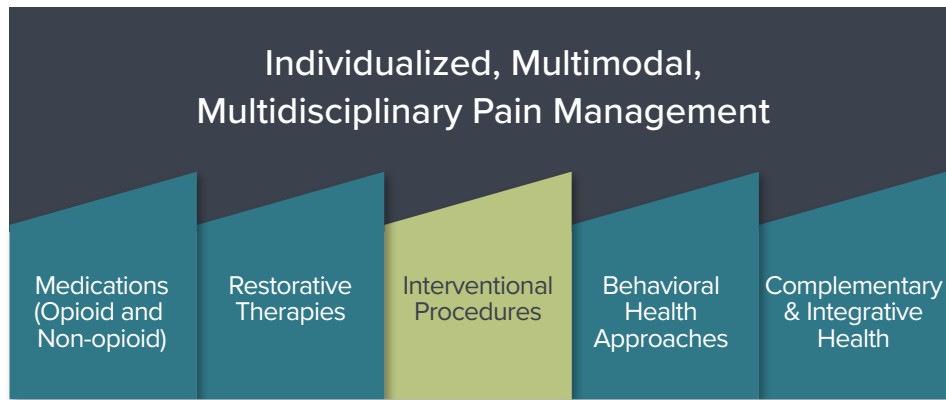 Individualized, Multimodal,
Multidisciplinary Pain Management
Medications
(Opioid and
Non-opioid)
Restorative
Therapies
Interventional
Procedures
Behavioral
Health
Approaches
Complementary
& Integrative
Health